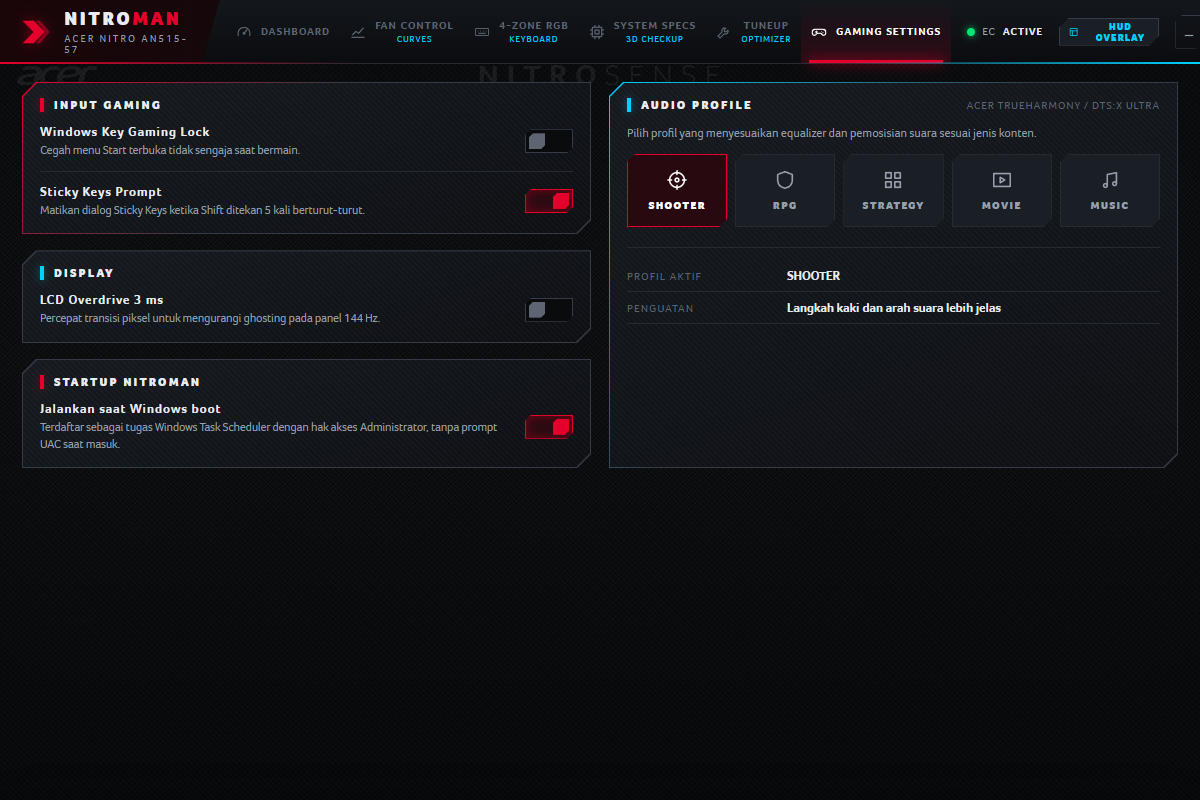 NITROMAN
ACER NITRO AN515-
57
DASHBOARD
FAN CONTROL
CURVES
4-ZONE RGB
KEYBOARD
SYSTEM SPECS
3D CHECKUP
TUNEUP
OPTIMIZER
GAMING SETTINGS
EC ACTIVE
HUD
OVERLAY
acer
NITROSENSE
INPUT GAMING
Windows Key Gaming Lock
Cegah menu Start terbuka tidak sengaja saat bermain.
Sticky Keys Prompt
Matikan dialog Sticky Keys ketika Shift ditekan 5 kali berturut-turut.
DISPLAY
LCD Overdrive 3 ms
Percepat transisi piksel untuk mengurangi ghosting pada panel 144 Hz.
STARTUP NITROMAN
Jalankan saat Windows boot
Terdaftar sebagai tugas Windows Task Scheduler dengan hak akses Administrator, tanpa prompt
UAC saat masuk.
AUDIO PROFILE
ACER TRUEHARMONY / DTS:X ULTRA
Pilih profil yang menyesuaikan equalizer dan pemosisian suara sesuai jenis konten.
SHOOTER
RPG
STRATEGY
MOVIE
MUSIC
PROFIL AKTIF
SHOOTER
PENGUATAN
Langkah kaki dan arah suara lebih jelas